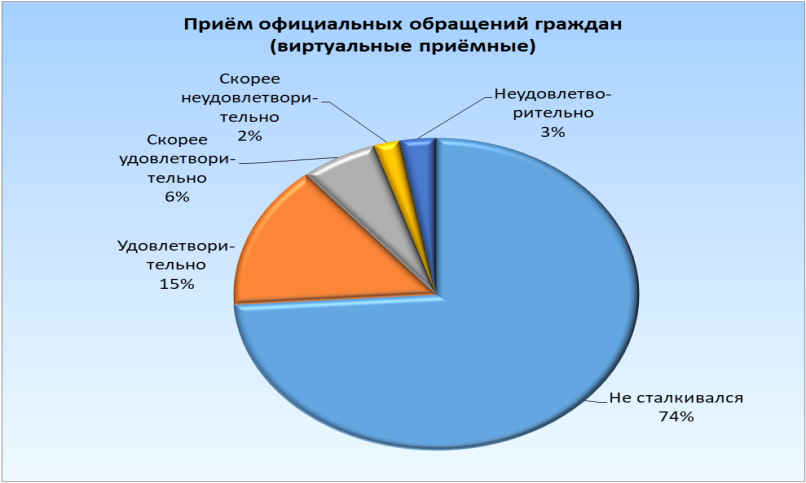 Приём официальных обращений граждан
(виртуальные приёмные)
Скорее
неудовлетвори-
тельно
2%
Неудовлетво-
рительно
3%
Скорее
удовлетвори-
тельно
6%
Удовлетвори-
тельно
15%
Не сталкивался
74%